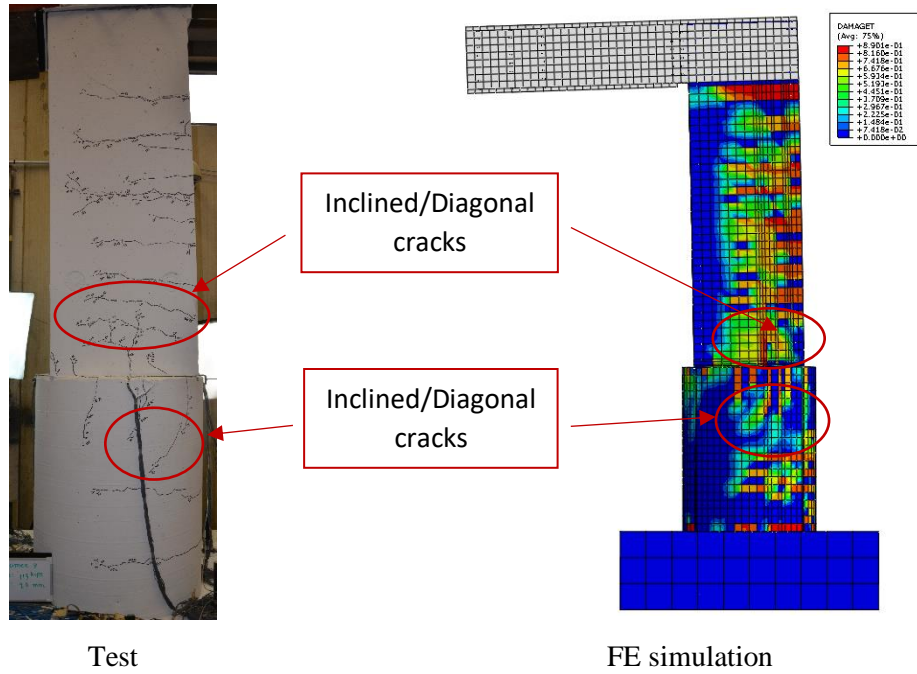 DAMAGET
(Avg: 75%)
+8.901e-01
+8.160e-01
+7.418e-01
+6.676e-01
+5.934e-01
+5.193e-01
+4.451e-01
+3.709e-01
+2.967e-01
+2.225e-01
+1.484e-01
+7.418e-02
+0.000e+00
Inclined/Diagonal
cracks
Inclined/Diagonal
cracks
Test
FE simulation